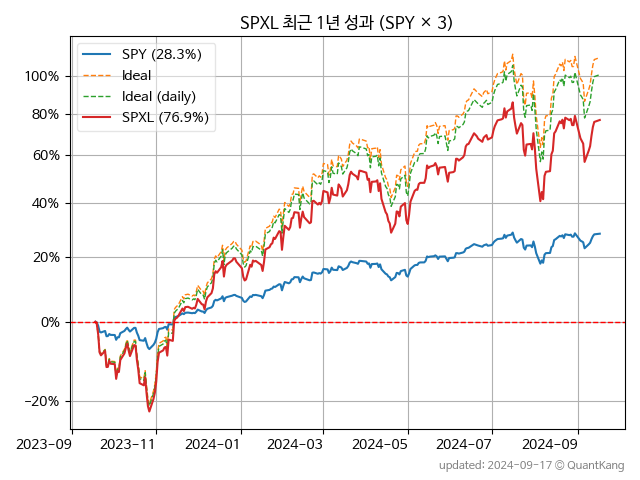 SPXL 최근 1년 성과 (SPY × 3)
SPY (28.3%)
Ideal
Ideal (daily)
SPXL (76.9%)
100%
80%
60%
40%
20%
0%
−20%
2023−09
2023−11
2024−01
2024−03
2024−05
2024−07
2024−09
updated: 2024−09−17 © QuantKang